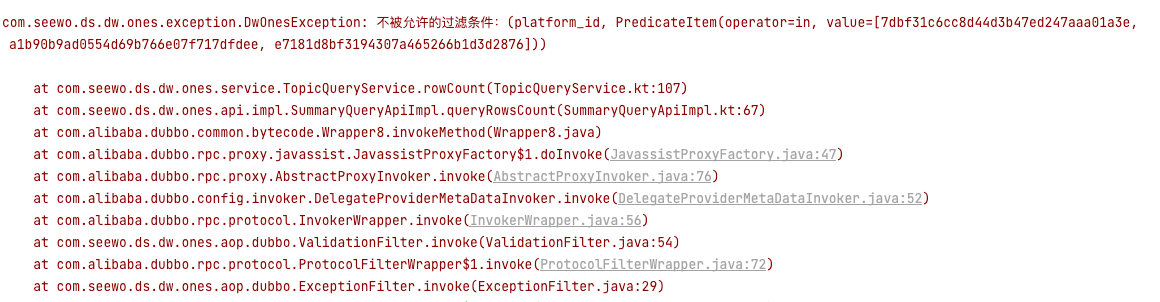 com.seewo.ds.dw.ones.exception.DwOnesException: 不被允许的过滤条件: (platform_id, PredicateItem(operator=in, value=[7dbf31c6cc8d44d3b47ed247aaa01a3e,
a1b90b9ad0554d69b766e07f717dfdee, e7181d8bf3194307a465266b1d3d2876]))
at com.seewo.ds.dw.ones.service.TopicQueryService.rowCount(TopicQueryService.kt:107)
at com.seewo.ds.dw.ones.api.impl.SummaryQueryApiImpl.queryRowsCount(SummaryQueryApiImpl.kt:67)
at com.alibaba.dubbo.common.bytecode.Wrapper8.invokeMethod(Wrapper8.java)
at com.alibaba.dubbo.rpc.proxy.javassist.JavassistProxyFactory$1.doInvoke(JavassistProxyFactory.java:47)
at com.alibaba.dubbo.rpc.proxy.AbstractProxyInvoker.invoke(AbstractProxyInvoker.java:76)
at com.alibaba.dubbo.config.invoker.DelegateProviderMetaDataInvoker.invoke(DelegateProviderMetaDataInvoker.java:52)
at com.alibaba.dubbo.rpc.protocol.InvokerWrapper.invoke(InvokerWrapper.java:56)
at com.seewo.ds.dw.ones.aop.dubbo.ValidationFilter.invoke(ValidationFilter.java:54)
at com.alibaba.dubbo.rpc.protocol.ProtocolFilterWrapper$1.invoke(ProtocolFilterWrapper.java:72)
at com.seewo.ds.dw.ones.aop.dubbo.ExceptionFilter.invoke(ExceptionFilter.java:29)